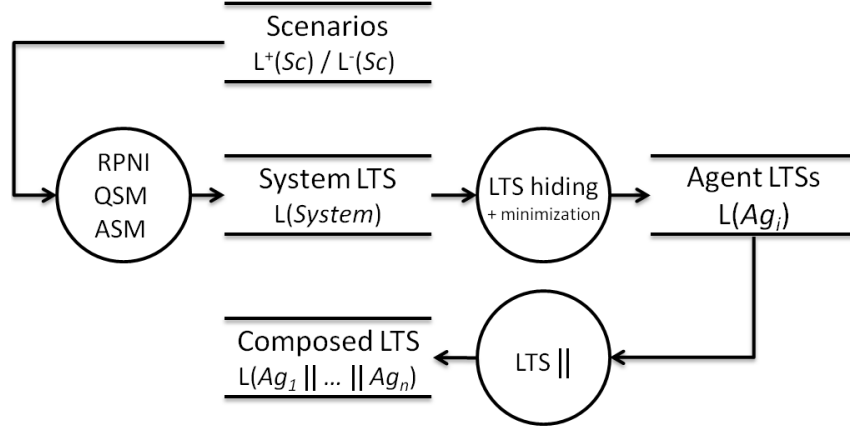 Scenarios
L⁺(Sc) / L⁻(Sc)
RPNI
QSM
ASM
System LTS
L(System)
LTS hiding
+ minimization
Agent LTSs
L(Agᵢ)
Composed LTS
L(Ag₁ || ... || Agₙ)
LTS ||